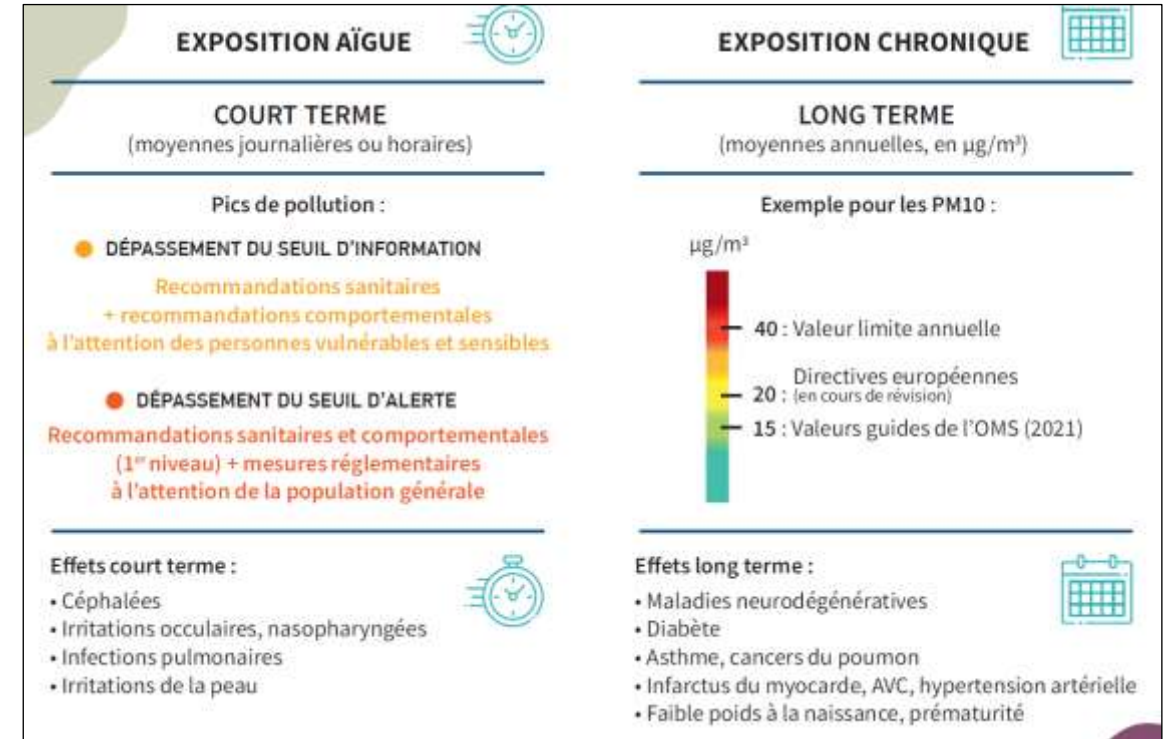 EXPOSITION AÏGUE
COURT TERME
(moyennes journalières ou horaires)
Pics de pollution :
DÉPASSEMENT DU SEUIL D'INFORMATION
Recommandations sanitaires
+ recommandations comportementales
à l'attention des personnes vulnérables et sensibles
DÉPASSEMENT DU SEUIL D'ALERTE
Recommandations sanitaires et comportementales
(1er niveau) + mesures réglementaires
à l'attention de la population générale
Effets court terme :
• Céphalées
• Irritations occulaires, nasopharyngées
• Infections pulmonaires
• Irritations de la peau
EXPOSITION CHRONIQUE
LONG TERME
(moyennes annuelles, en µg/m³)
Exemple pour les PM10 :
µg/m³
40 : Valeur limite annuelle
20 : Directives européennes
(en cours de révision)
15 : Valeurs guides de l'OMS (2021)
Effets long terme :
• Maladies neurodégénératives
• Diabète
• Asthme, cancers du poumon
• Infarctus du myocarde, AVC, hypertension artérielle
• Faible poids à la naissance, prématurité